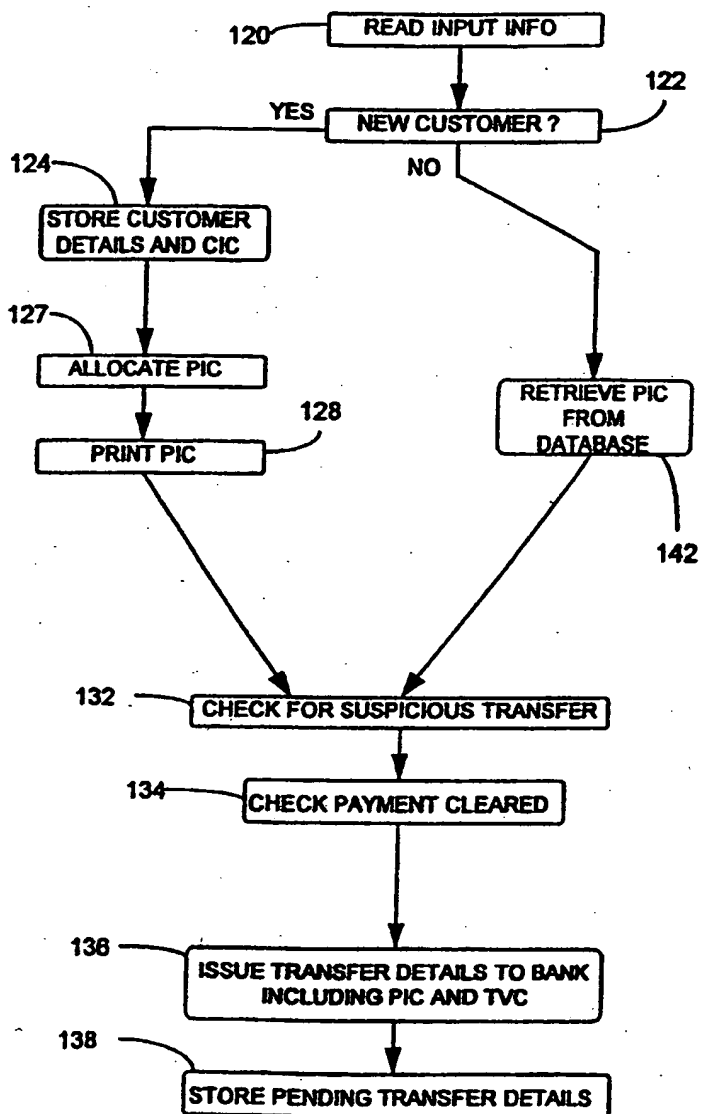 READ INPUT INFO
120
122
YES
NEW CUSTOMER ?
NO
124
STORE CUSTOMER
DETAILS AND CIC
127
ALLOCATE PIC
128
PRINT PIC
RETRIEVE PIC
FROM
DATABASE
142
132
CHECK FOR SUSPICIOUS TRANSFER
134
CHECK PAYMENT CLEARED
136
ISSUE TRANSFER DETAILS TO BANK
INCLUDING PIC AND TVC
138
STORE PENDING TRANSFER DETAILS